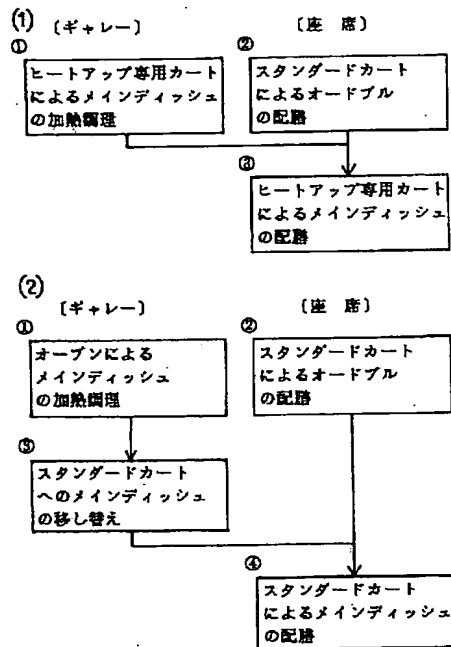 (1)
〔ギャレー〕 〔座 席〕
① ②
ヒートアップ専用カート
によるメインディッシュ
の加熱調理
スタンダードカート
によるオードブル
の配膳
③
ヒートアップ専用カート
によるメインディッシュ
の配膳
(2)
〔ギャレー〕 〔座 席〕
① ②
オーブンによる
メインディッシュ
の加熱調理
スタンダードカート
によるオードブル
の配膳
③
スタンダードカート
へのメインディッシュ
の移し替え
④
スタンダードカート
によるメインディッシュ
の配膳